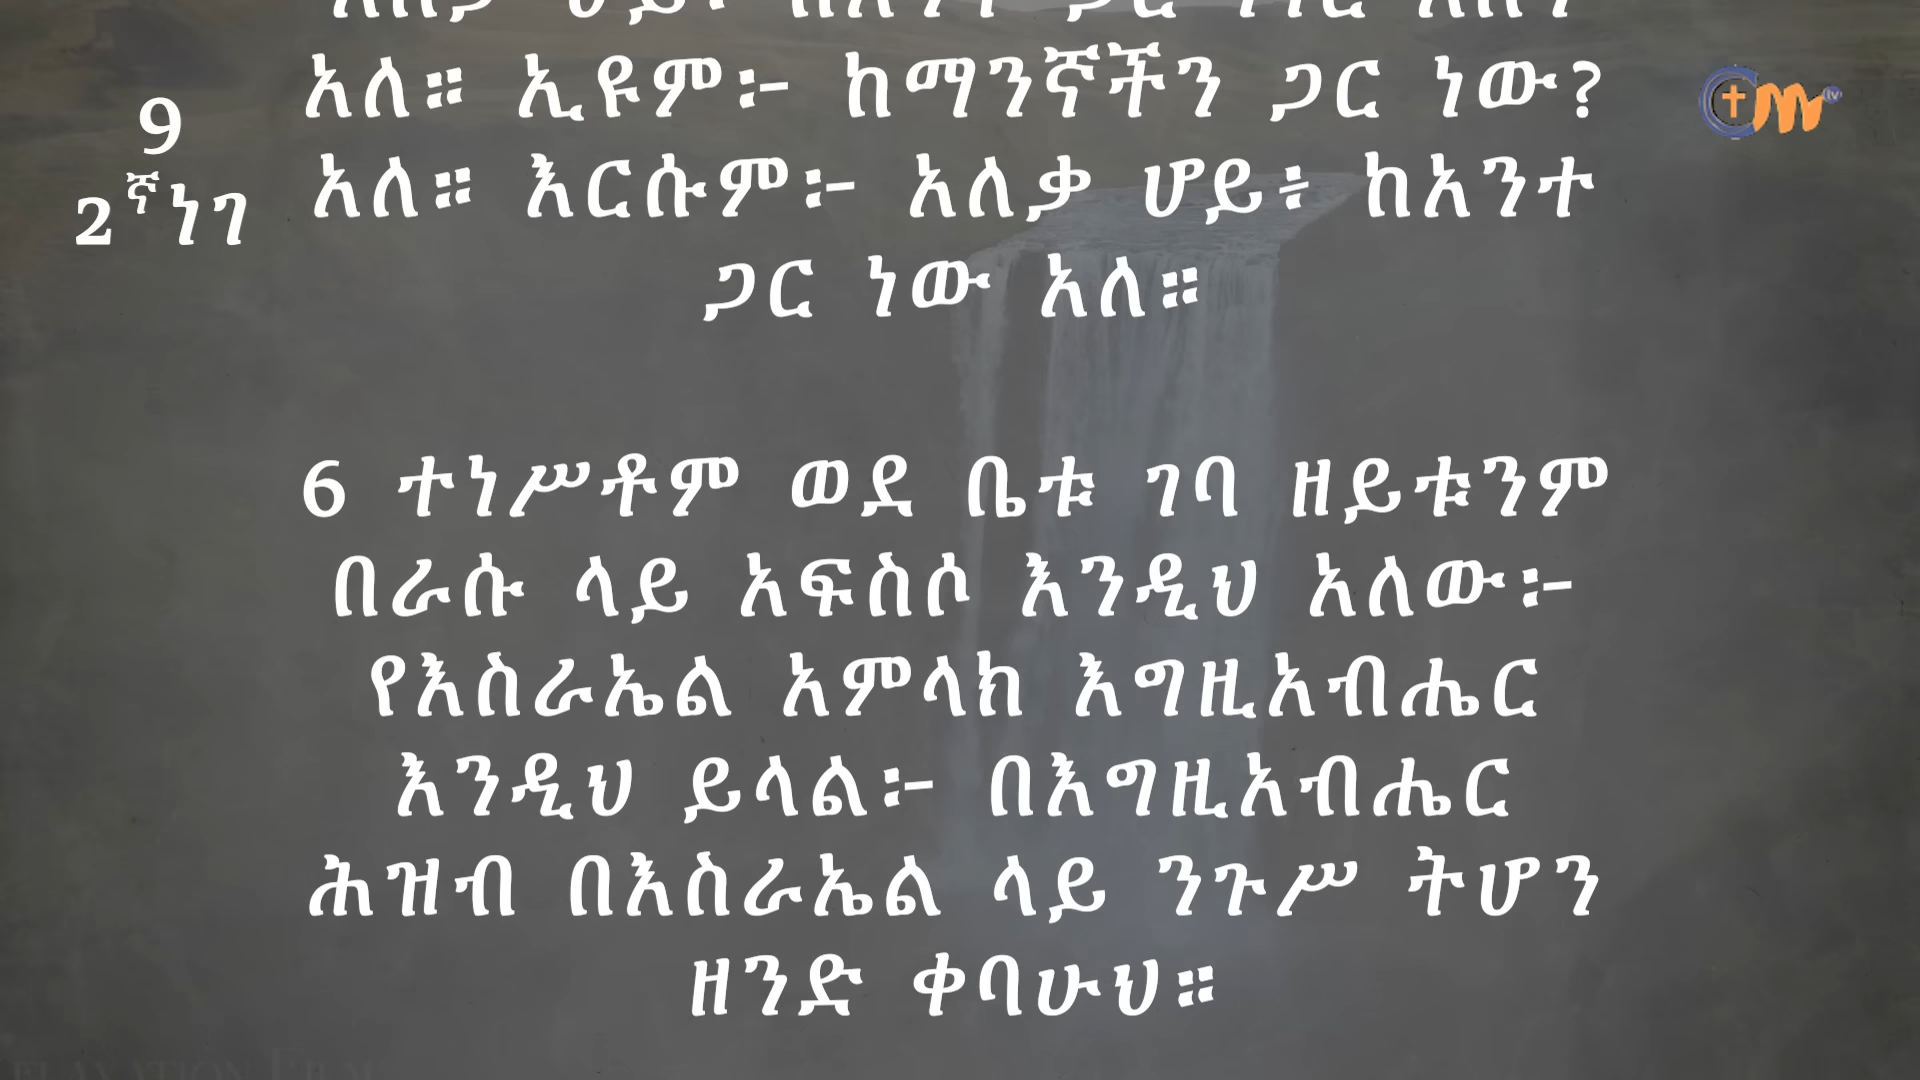 አለ። ኢዩም፦ ከማንኛችን ጋር ነው?
9
አለ። እርሱም፦ አለቃ ሆይ፥ ከአንተ
2ኛ ነገ
ጋር ነው አለ።
6 ተነሥቶም ወደ ቤቱ ገባ ዘይቱንም
በራሱ ላይ አፍስሶ እንዲህ አለው፦
የእስራኤል አምላክ እግዚአብሔር
እንዲህ ይላል፦ በእግዚአብሔር
ሕዝብ በእስራኤል ላይ ንጉሥ ትሆን
ዘንድ ቀባሁህ።